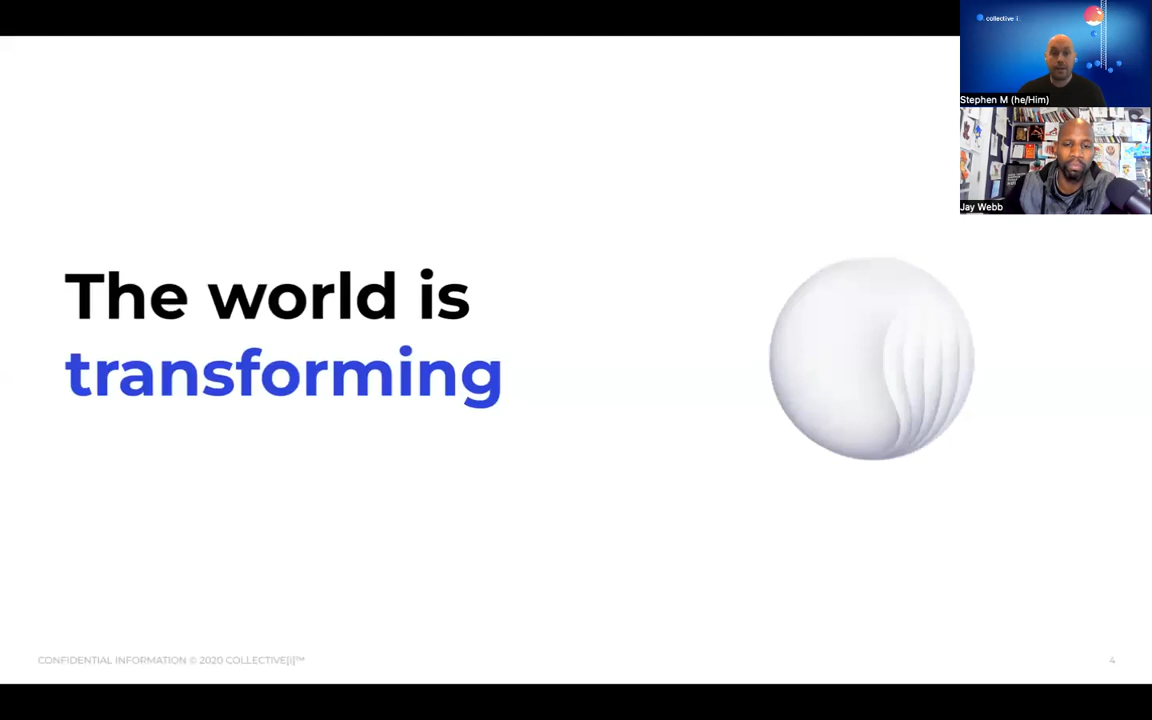 collective i.
Stephen M (he/Him)
Jay Webb
The world is
transforming
CONFIDENTIAL INFORMATION © 2020 COLLECTIVE[i]™
4